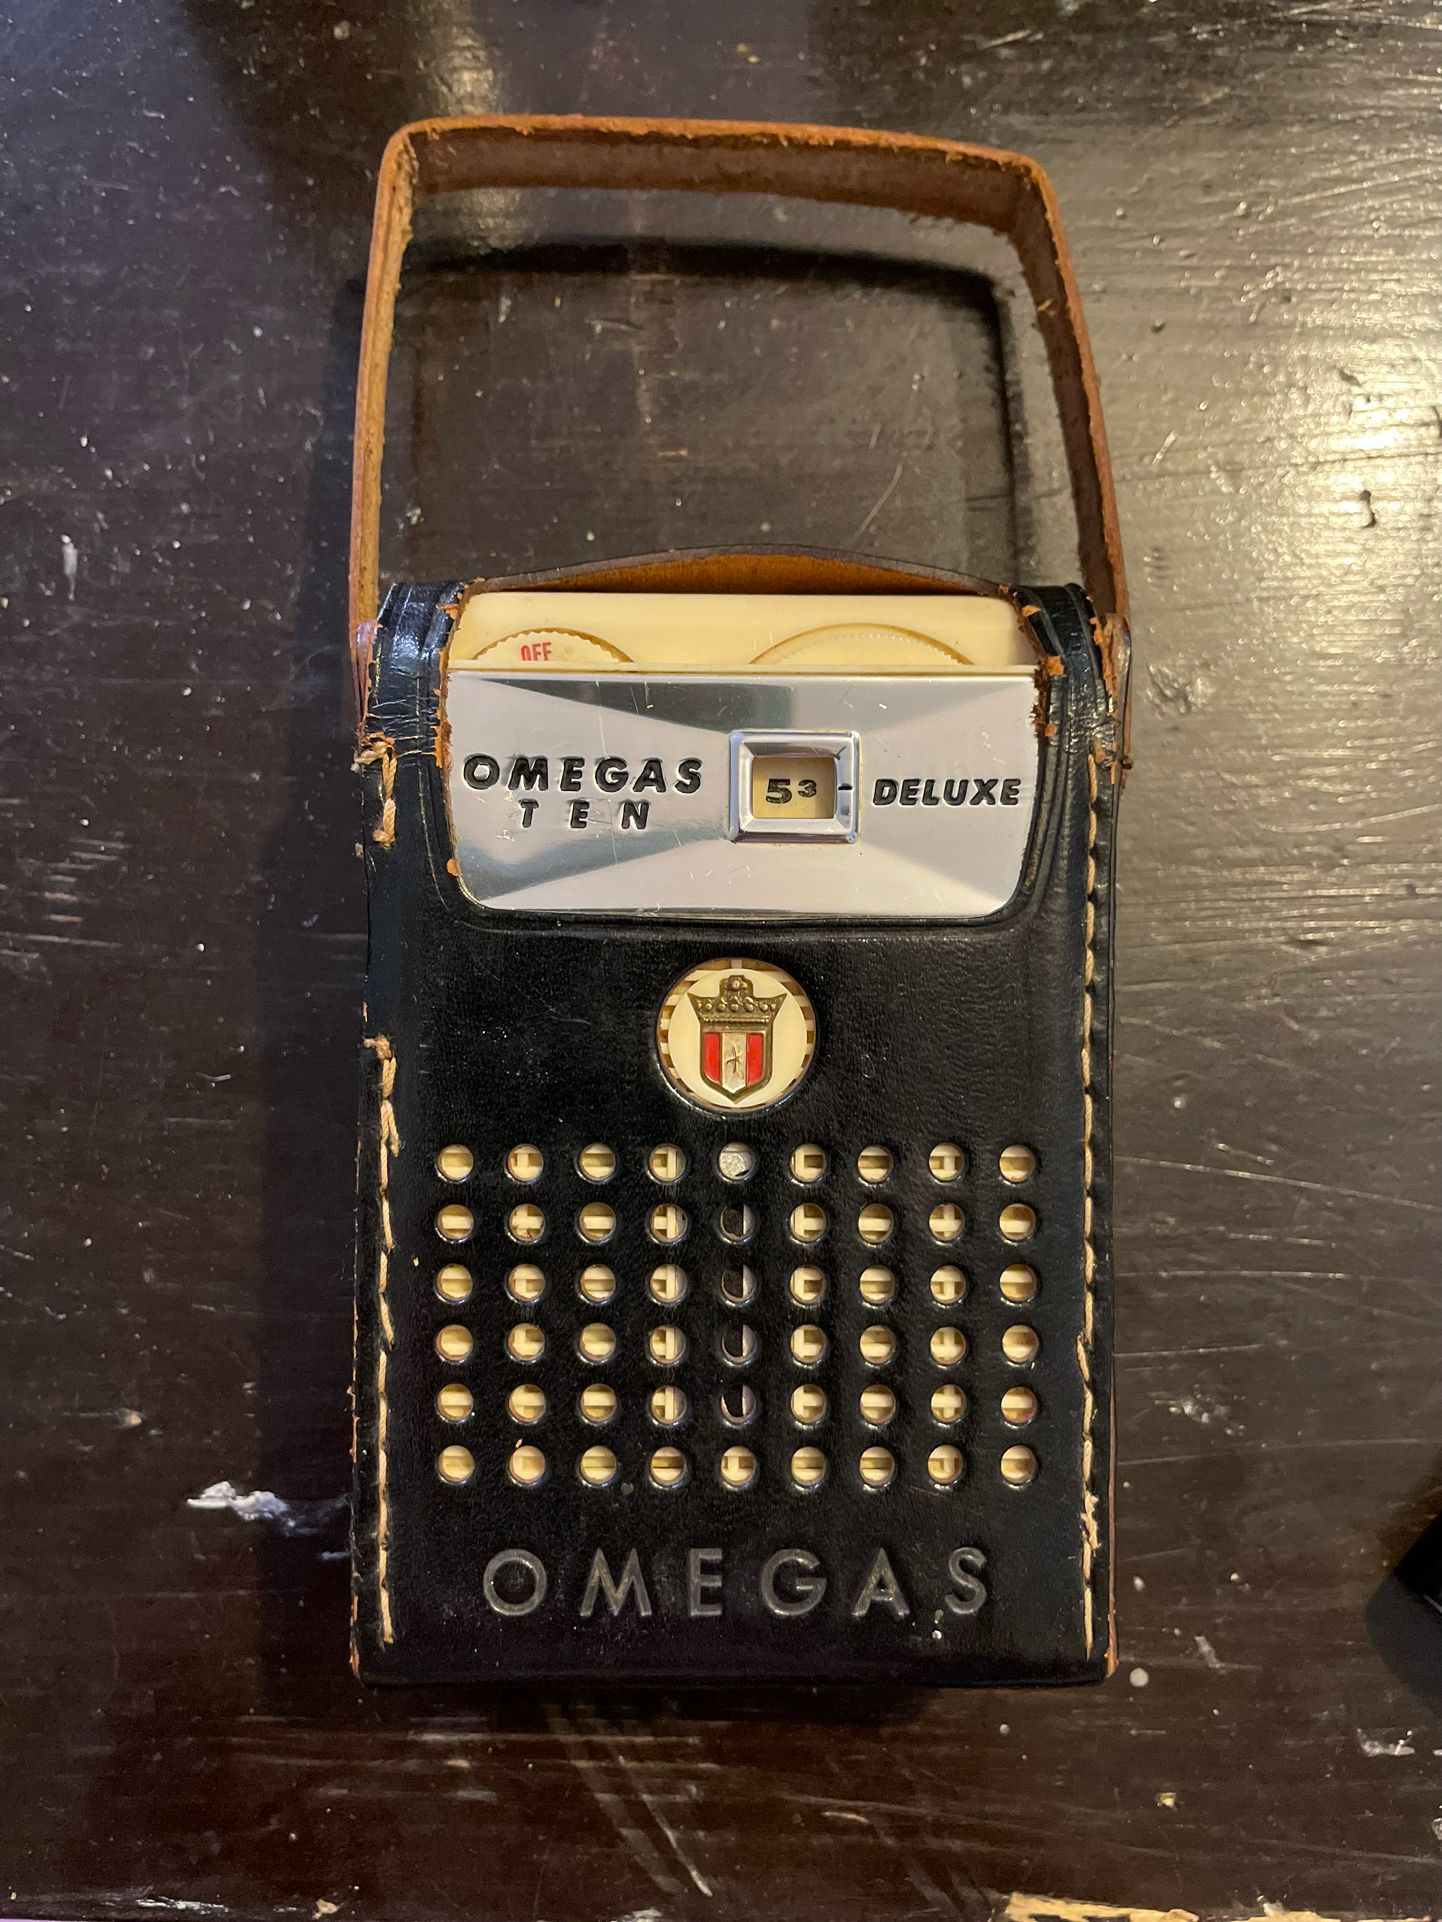 OFF
OMEGAS
TEN
53
DELUXE
OMEGAS